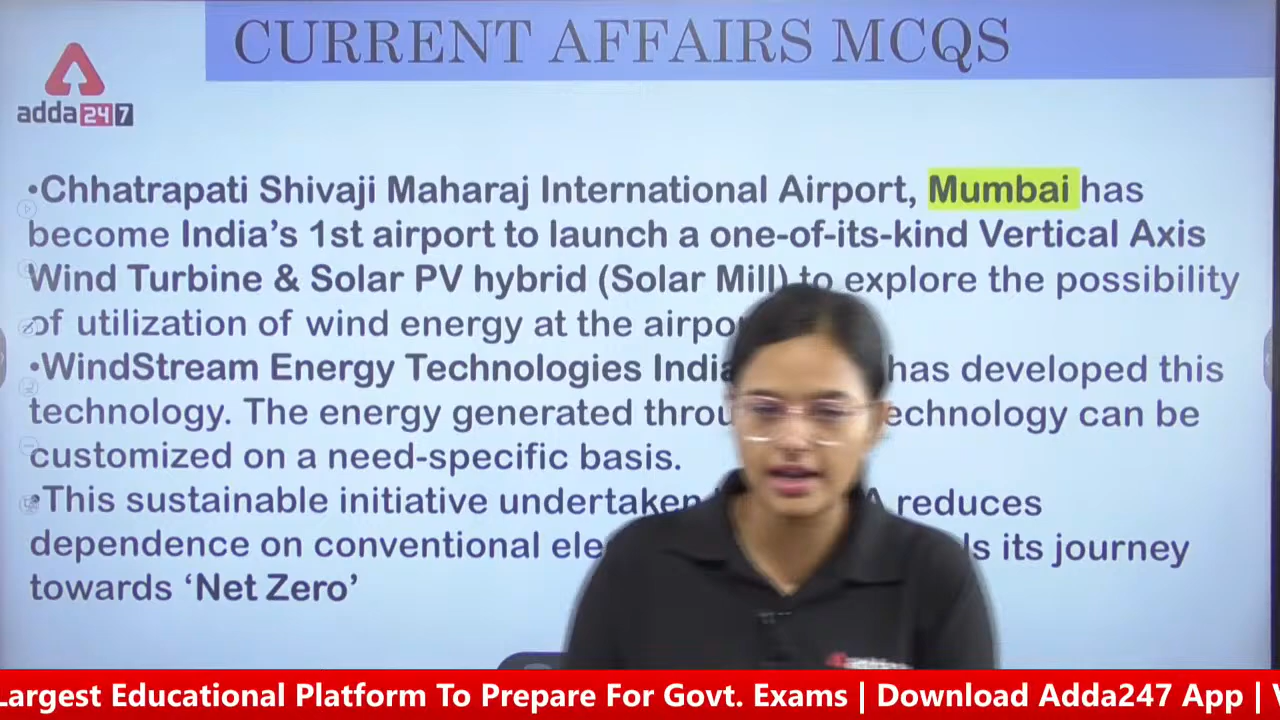 CURRENT AFFAIRS MCQS
adda247
•Chhatrapati Shivaji Maharaj International Airport, Mumbai has
become India's 1st airport to launch a one-of-its-kind Vertical Axis
Wind Turbine & Solar PV hybrid (Solar Mill) to explore the possibility
of utilization of wind energy at the
•WindStream Energy Technologies has developed this
technology. The energy generated can be
customized on a need-specific basis.
•This sustainable initiative undertaken reduces
dependence on conventional its journey
towards ‘Net Zero’
Largest Educational Platform To Prepare For Govt. Exams | Download Adda247 App |